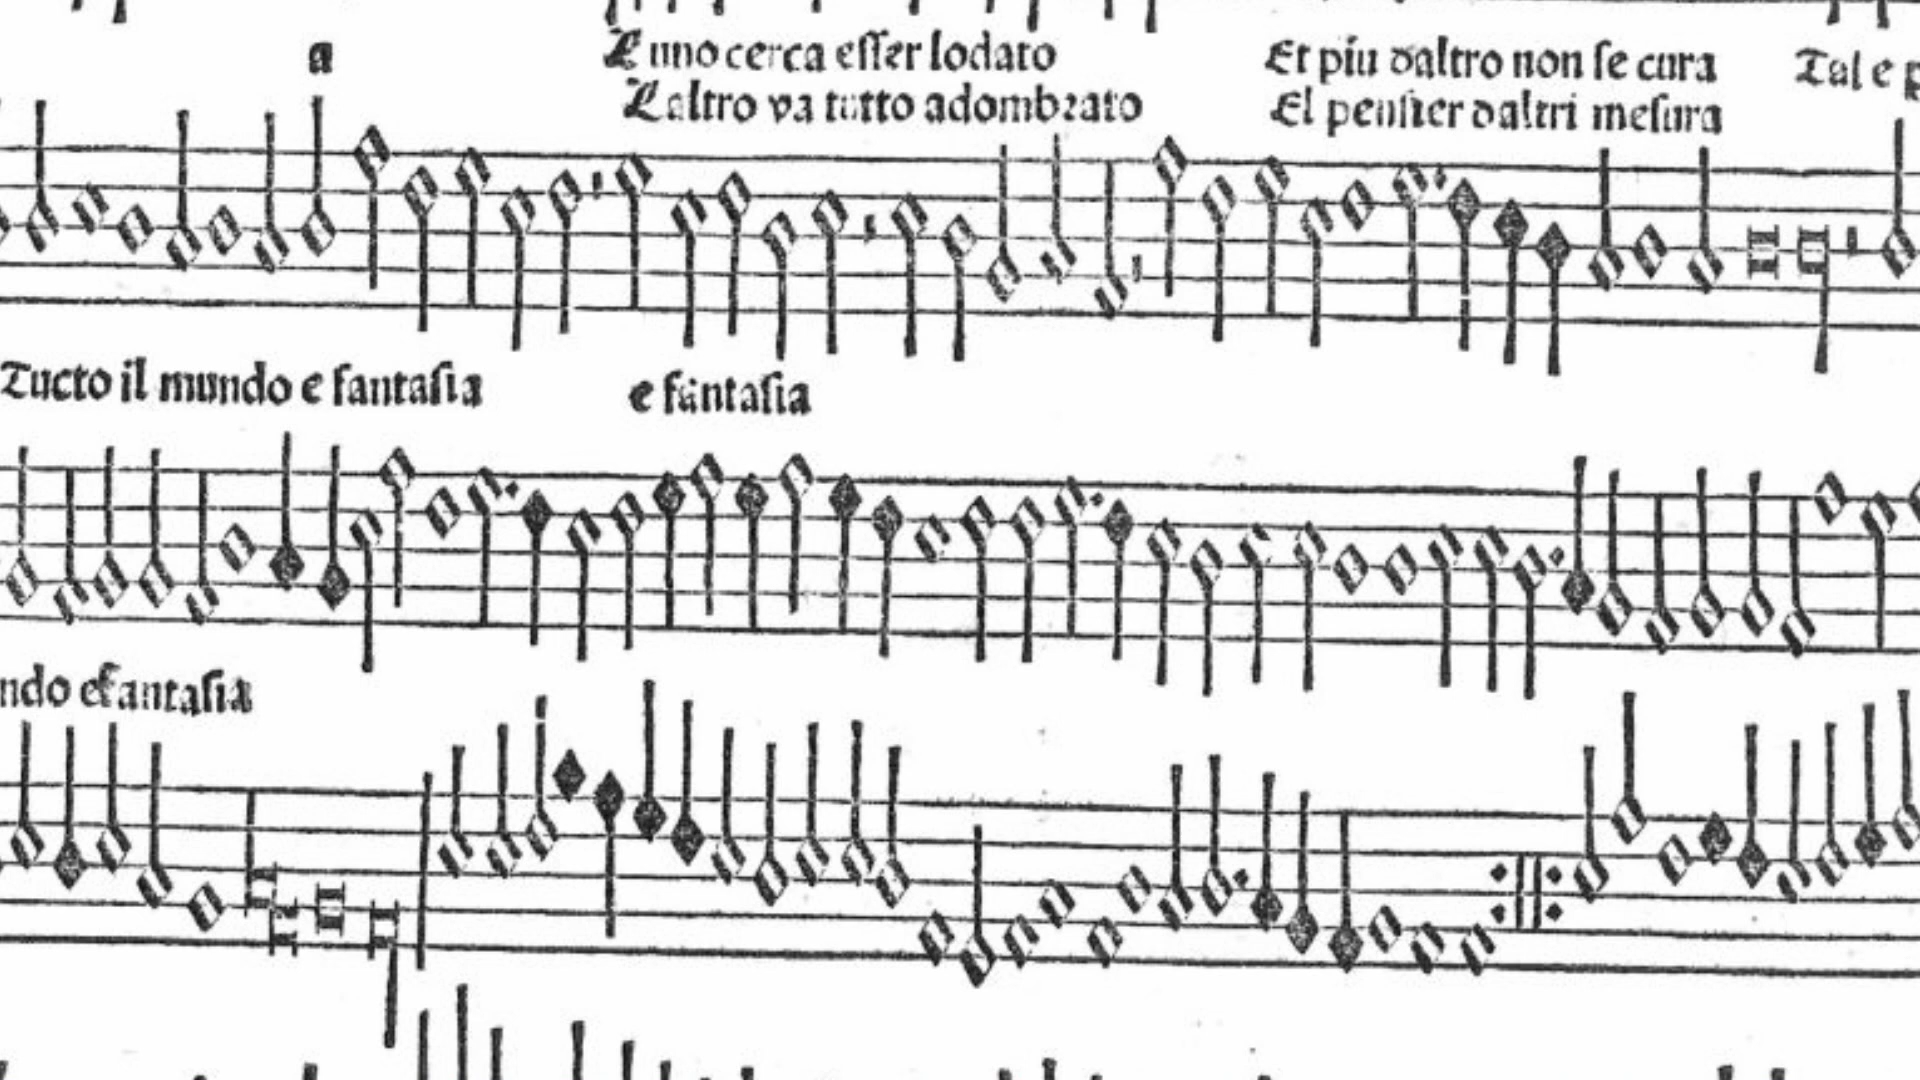 a
E uno cerca eſſer lodato
Et piu daltro non ſe cura
Tal e
Laltro va tutto adombrato
El penſier daltri meſura
Tucto il mundo e fantaſia
e fantaſia
ndo efantaſia